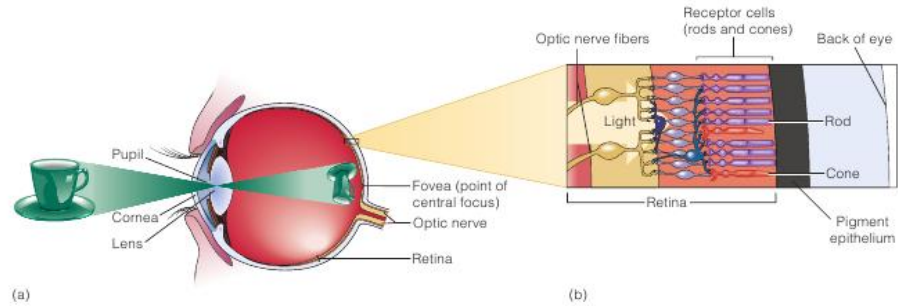 Pupil
Cornea
Lens
Fovea (point of
central focus)
Optic nerve
Retina
(a)
Receptor cells
(rods and cones)
Optic nerve fibers
Back of eye
Light
Rod
Cone
Retina
Pigment
epithelium
(b)